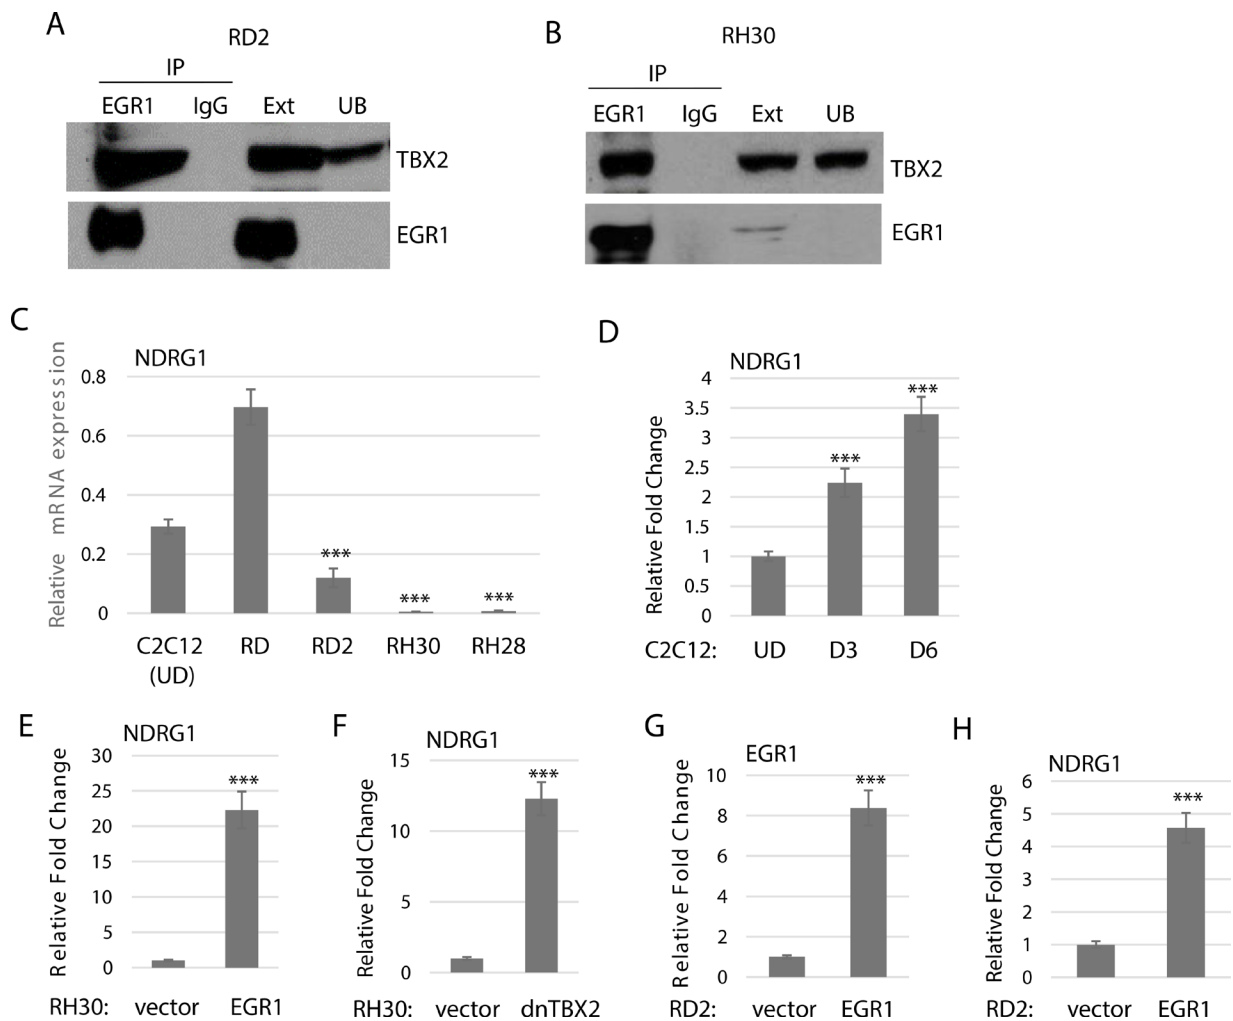 A
RD2
IP
EGR1 IgG Ext UB
TBX2
EGR1
B
RH30
IP
EGR1 IgG Ext UB
TBX2
EGR1
C
NDRG1
Relative mRNA expression
0.8
0.6
0.4
0.2
0
***
***
***
C2C12 (UD)
RD
RD2
RH30
RH28
D
NDRG1
Relative Fold Change
4
3.5
3
2.5
2
1.5
1
0.5
0
***
***
C2C12: UD D3 D6
E
NDRG1
Relative Fold Change
30
25
20
15
10
5
0
***
RH30: vector EGR1
F
NDRG1
Relative Fold Change
15
10
5
0
***
RH30: vector dnTBX2
G
EGR1
Relative Fold Change
10
8
6
4
2
0
***
RD2: vector EGR1
H
NDRG1
Relative Fold Change
6
5
4
3
2
1
0
***
RD2: vector EGR1